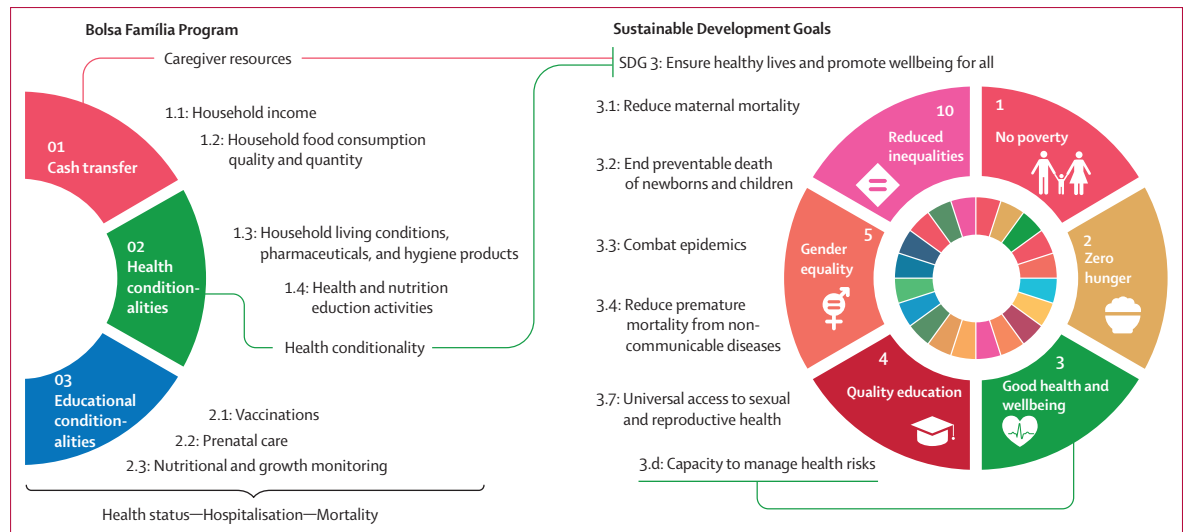 Bolsa Família Program
Caregiver resources
01
Cash transfer
1.1: Household income
1.2: Household food consumption
quality and quantity
02
Health
condition-
alities
1.3: Household living conditions,
pharmaceuticals, and hygiene products
1.4: Health and nutrition
eduction activities
Health conditionality
03
Educational
condition-
alities
2.1: Vaccinations
2.2: Prenatal care
2.3: Nutritional and growth monitoring
Health status—Hospitalisation—Mortality
Sustainable Development Goals
SDG 3: Ensure healthy lives and promote wellbeing for all
3.1: Reduce maternal mortality
3.2: End preventable death
of newborns and children
3.3: Combat epidemics
3.4: Reduce premature
mortality from non-
communicable diseases
3.7: Universal access to sexual
and reproductive health
3.d: Capacity to manage health risks
10
Reduced
inequalities
1
No poverty
2
Zero
hunger
3
Good health and
wellbeing
4
Quality education
5
Gender
equality